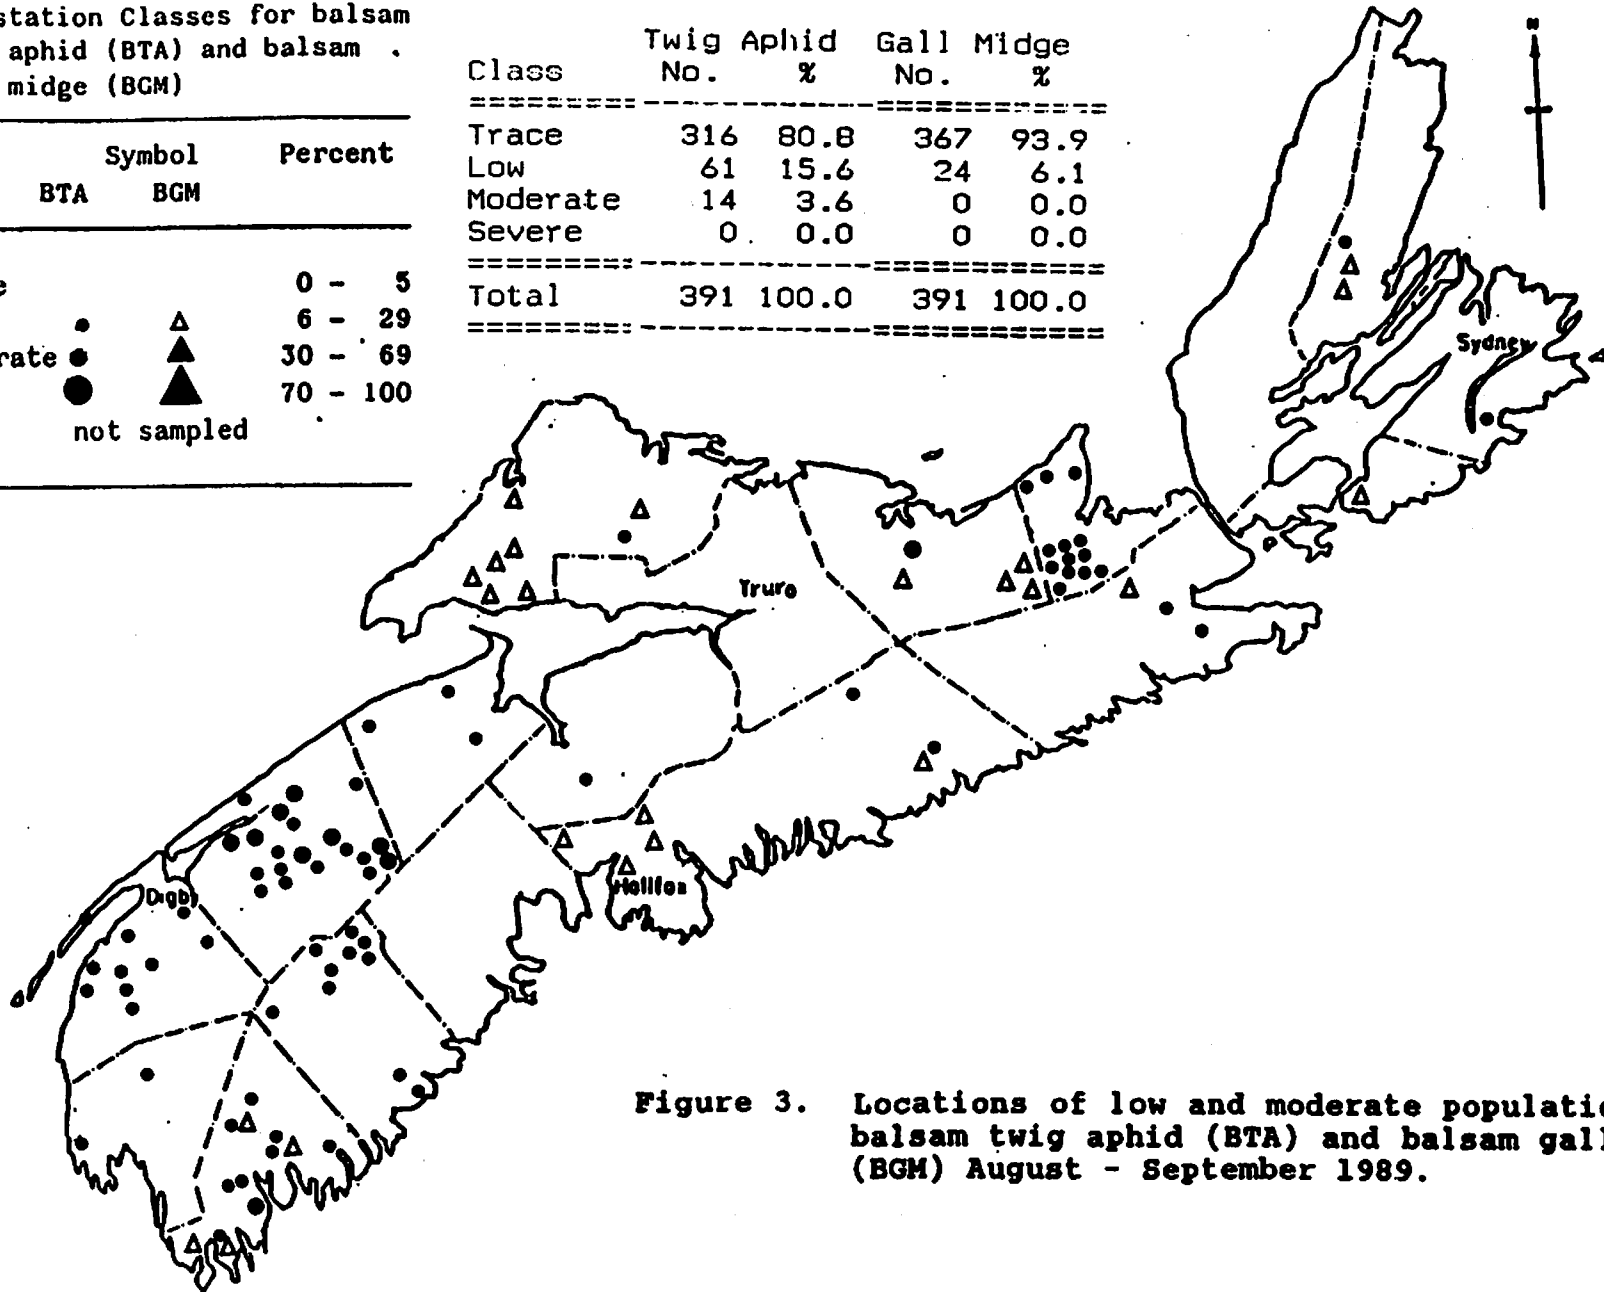 station Classes for balsam
aphid (BTA) and balsam
midge (BGM)
Symbol Percent
BTA BGM
e 0 - 5
6 - 29
rate 30 - 69
70 - 100
not sampled
Twig Aphid Gall Midge
Class No. % No. %
Trace 316 80.8 367 93.9
Low 61 15.6 24 6.1
Moderate 14 3.6 0 0.0
Severe 0 0.0 0 0.0
Total 391 100.0 391 100.0
N
Sydney
Truro
Halifax
Digby
Figure 3. Locations of low and moderate populatio
balsam twig aphid (BTA) and balsam gall
(BGM) August - September 1989.